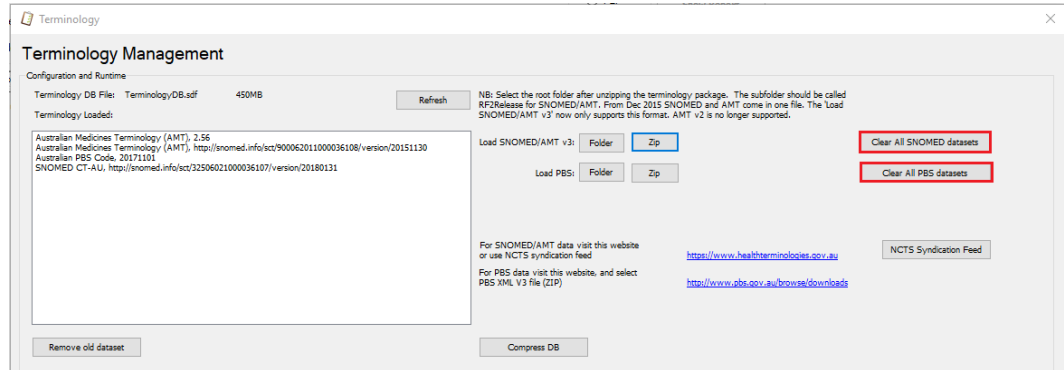 Terminology
Terminology Management
Configuration and Runtime
Terminology DB File: TerminologyDB.sdf 450MB
Refresh
Terminology Loaded:
Australian Medicines Terminology (AMT), 2.56
Australian Medicines Terminology (AMT), http://snomed.info/sct/900062011000036108/version/20151130
Australian PBS Code, 20171101
SNOMED CT-AU, http://snomed.info/sct/32506021000036107/version/20180131
Remove old dataset
NB: Select the root folder after unzipping the terminology package. The subfolder should be called
RF2Release for SNOMED/AMT. From Dec 2015 SNOMED and AMT come in one file. The 'Load
SNOMED/AMT v3' now only supports this format. AMT v2 is no longer supported.
Load SNOMED/AMT v3: Folder Zip Clear All SNOMED datasets
Load PBS: Folder Zip Clear All PBS datasets
For SNOMED/AMT data visit this website
or use NCTS syndication feed https://www.healthterminologies.gov.au NCTS Syndication Feed
For PBS data visit this website, and select
PBS XML V3 file (ZIP) http://www.pbs.gov.au/browse/downloads
Compress DB